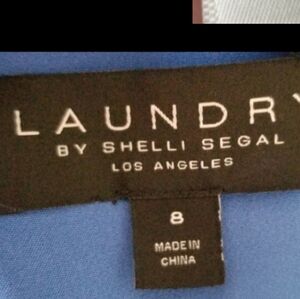 LAUNDRY
BY SHELLI SEGAL
LOS ANGELES
8
MADE IN
CHINA